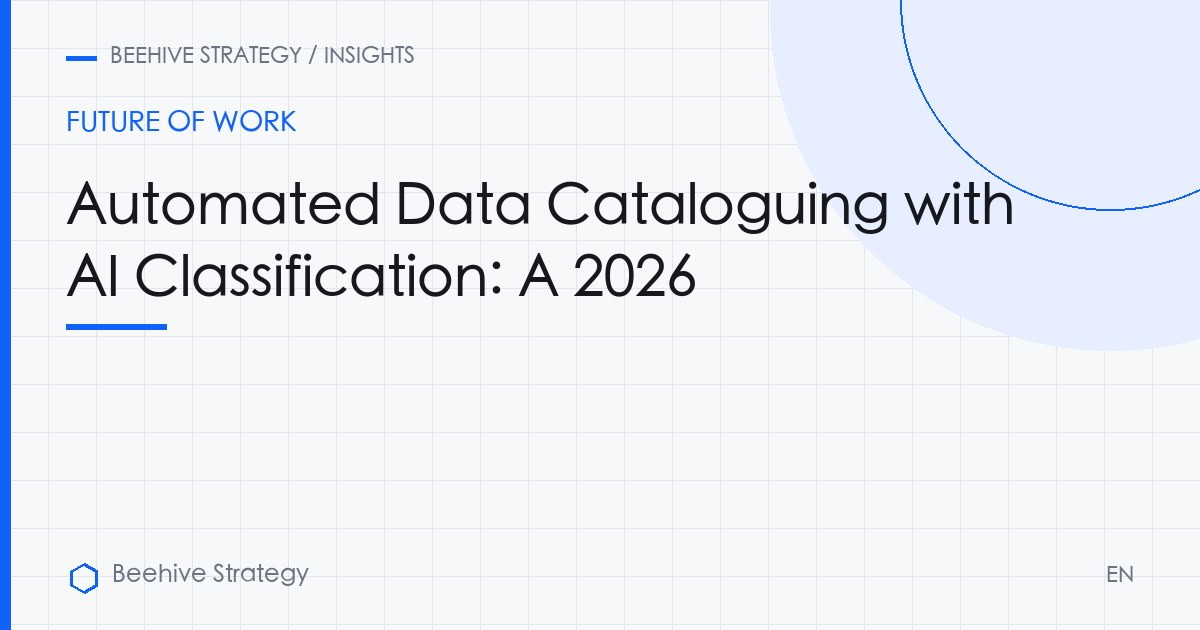 BEEHIVE STRATEGY / INSIGHTS
FUTURE OF WORK
Automated Data Cataloguing with
AI Classification: A 2026
Beehive Strategy
EN